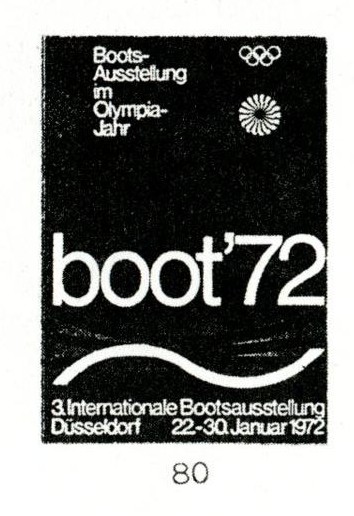 Boots-
Ausstellung
im
Olympia-
Jahr
boot'72
3. Internationale Bootsausstellung
Düsseldorf 22.-30. Januar 1972
80